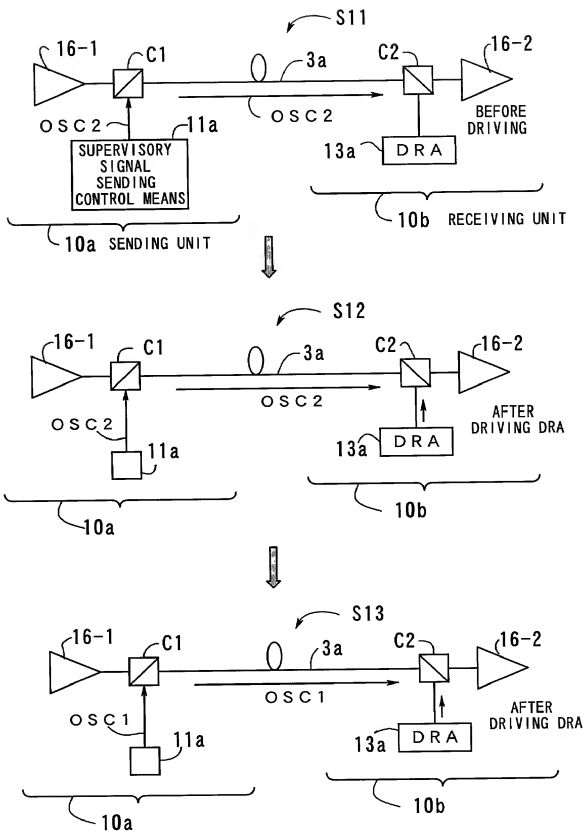 S11
16-1
C1
3a
C2
16-2
OSC2
11a
OSC2
BEFORE
DRIVING
SUPERVISORY
SIGNAL
SENDING
CONTROL MEANS
13a
DRA
10a SENDING UNIT
10b RECEIVING UNIT
S12
16-1
C1
3a
C2
16-2
OSC2
OSC2
AFTER
DRIVING DRA
11a
13a
DRA
10a
10b
S13
16-1
C1
3a
C2
16-2
OSC1
OSC1
AFTER
DRIVING DRA
11a
13a
DRA
10a
10b